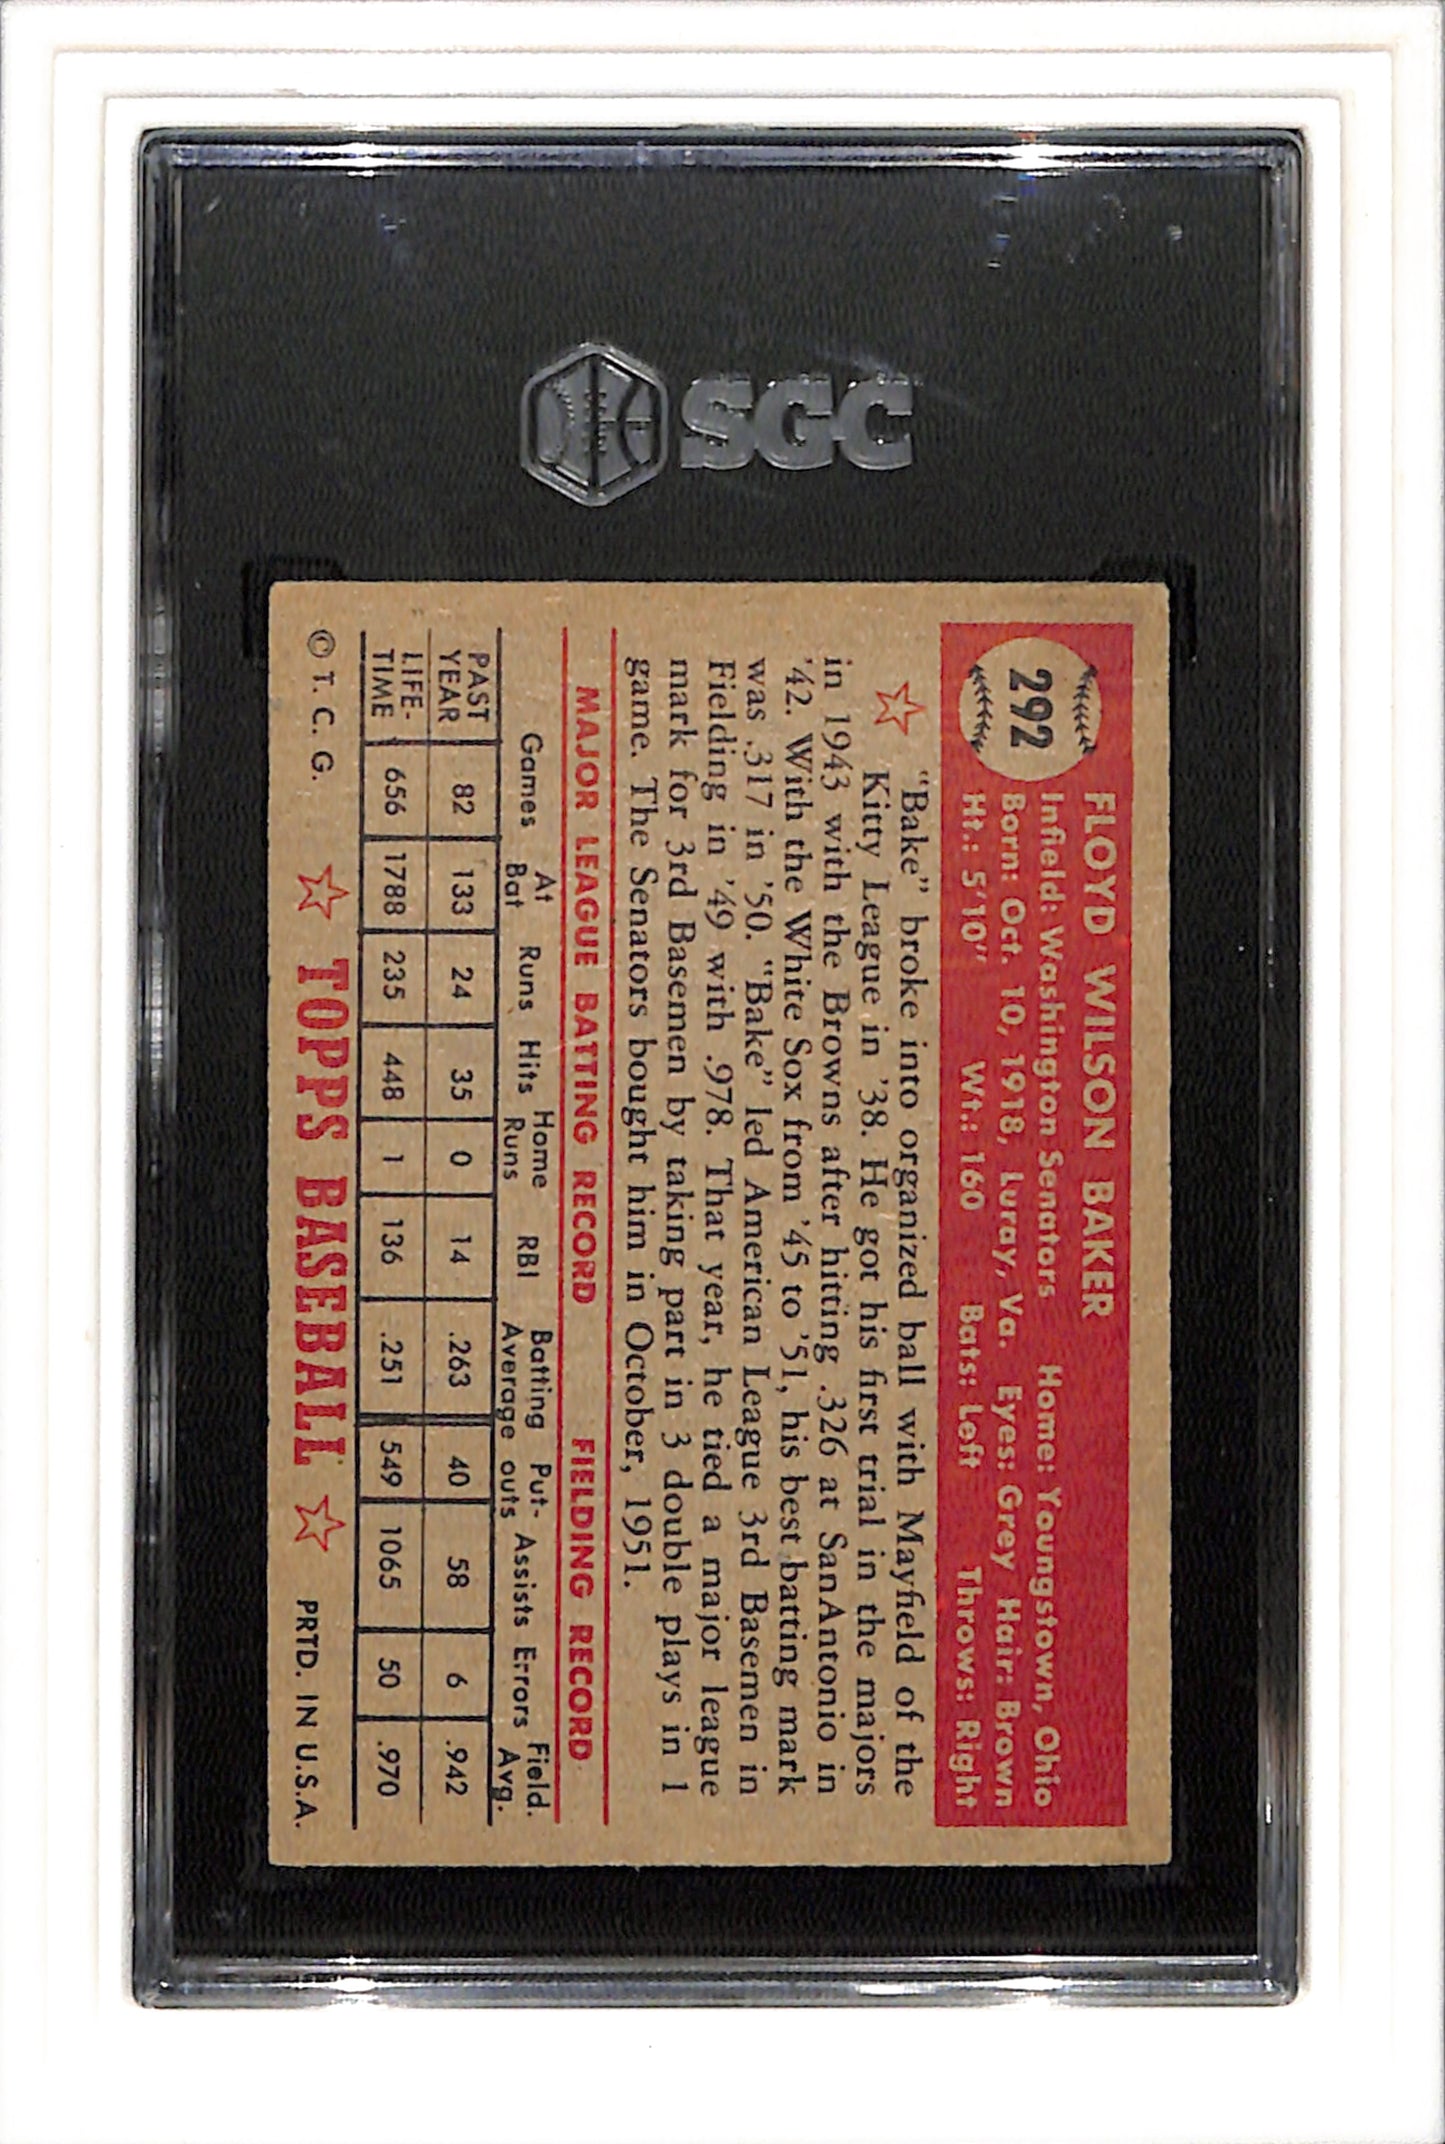 SGC
292
FLOYD WILSON BAKER
Infield: Washington Senators Home: Youngstown, Ohio
Born: Oct. 10, 1918, Luray, Va. Eyes: Grey Hair: Brown
Ht.: 5'10" Wt.: 160 Bats: Left Throws: Right
"Bake" broke into organized ball with Mayfield of the
Kitty League in '38. He got his first trial in the majors
in 1943 with the Browns after hitting .326 at San Antonio in
'42. With the White Sox from '45 to '51, his best batting mark
was .317 in '50. "Bake" led American League 3rd Basemen in
Fielding in '49 with .978. That year, he tied a major league
mark for 3rd Basemen by taking part in 3 double plays in 1
game. The Senators bought him in October, 1951.
MAJOR LEAGUE BATTING RECORD FIELDING RECORD
Games At Bat Runs Hits Home Runs RBI Batting Average Put-outs Assists Errors Field. Avg.
PAST YEAR 82 133 24 35 0 14 .263 40 58 6 .942
LIFE-TIME 656 1788 235 448 1 136 .251 549 1065 50 .970
© T. C. G. TOPPS BASEBALL PRTD. IN U.S.A.